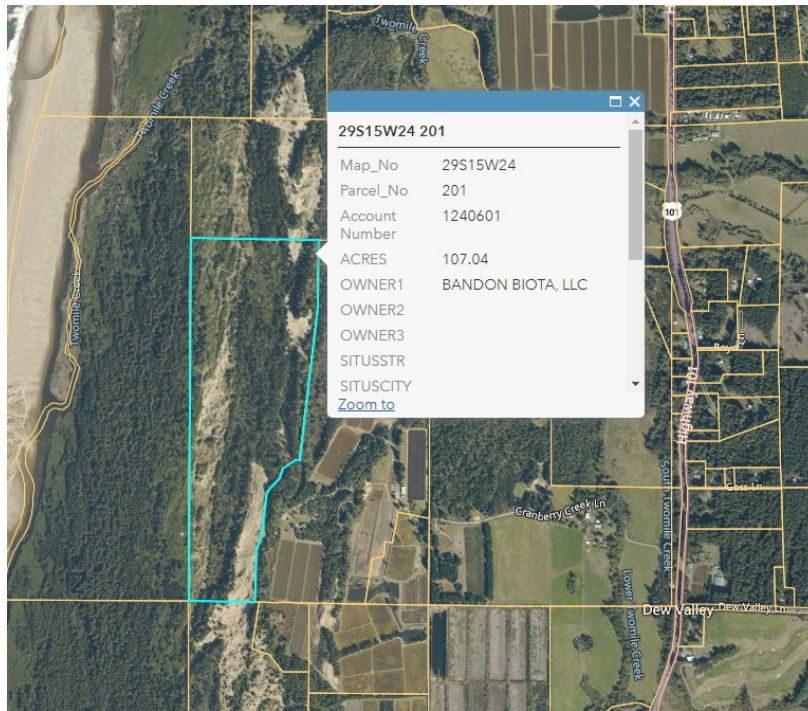 Twomile Creek
Twomile Creek
Twomile Creek
29S15W24 201
Map_No 29S15W24
Parcel_No 201
Account Number 1240601
ACRES 107.04
OWNER1 BANDON BIOTA, LLC
OWNER2
OWNER3
SITUSSTR
SITUSCITY
Zoom to
101
Boyd Ln
Highway 101
Goss Ln
South Twomile Creek
Cranberry Creek Ln
Lower Twomile Creek
Dew Valley
Dew Valley Ln